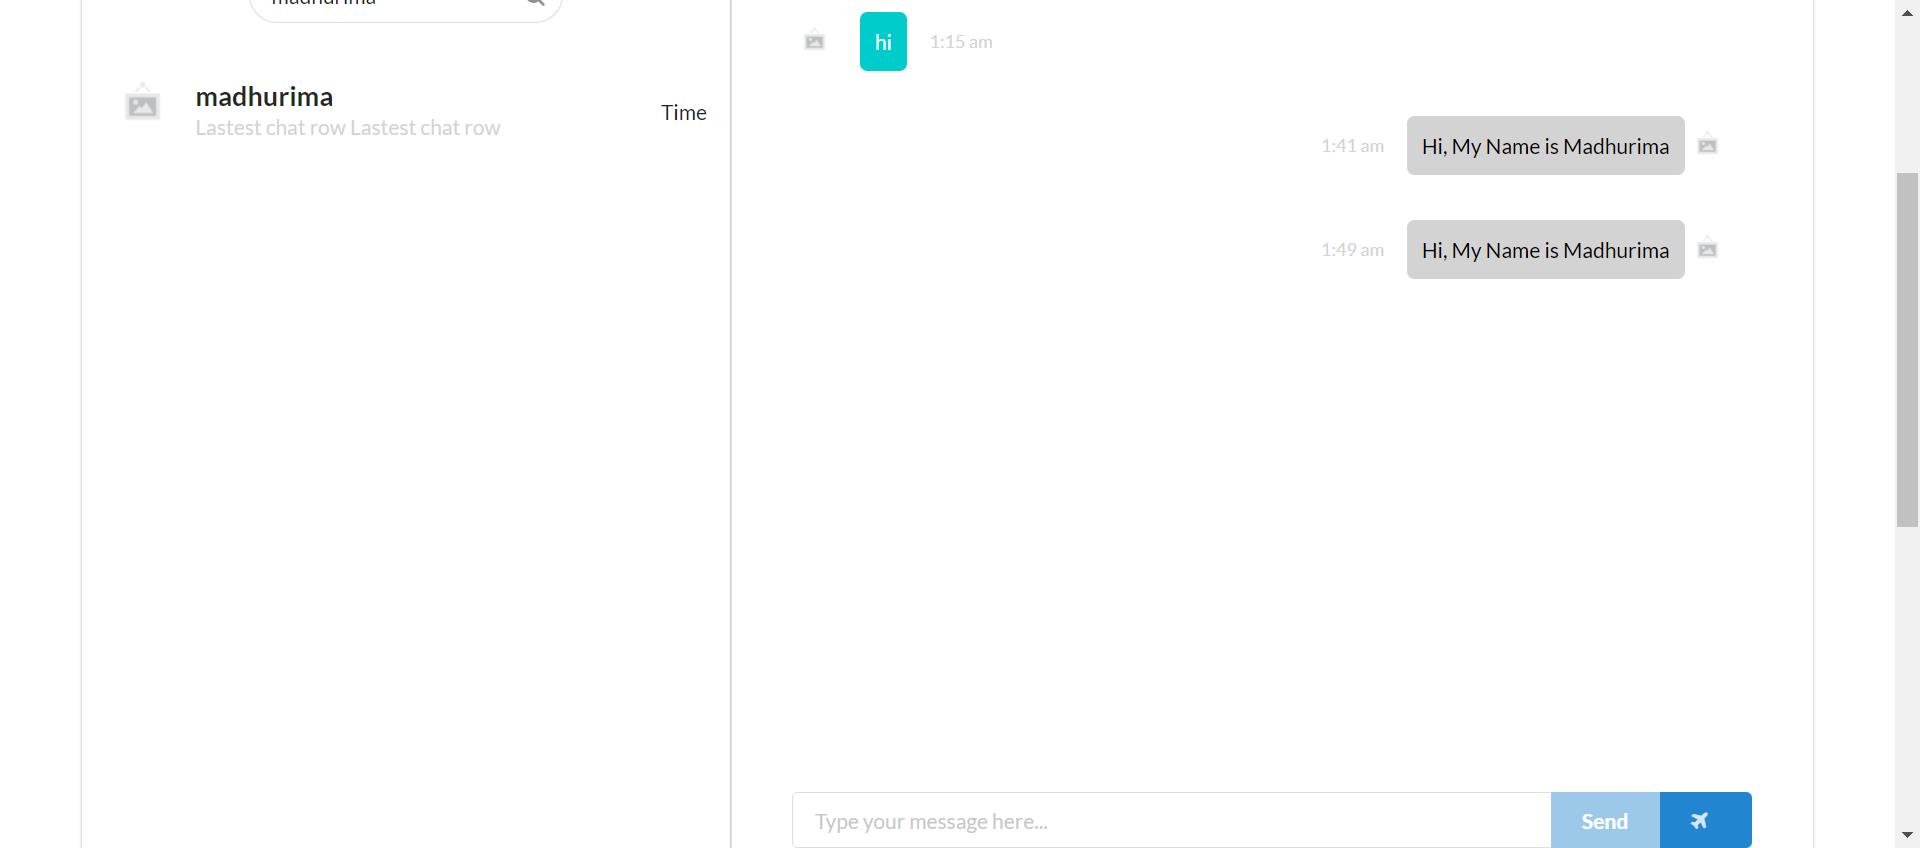 madhurima
madhurima
Lastest chat row Lastest chat row
Time
hi
1:15 am
1:41 am
Hi, My Name is Madhurima
1:49 am
Hi, My Name is Madhurima
Type your message here...
Send